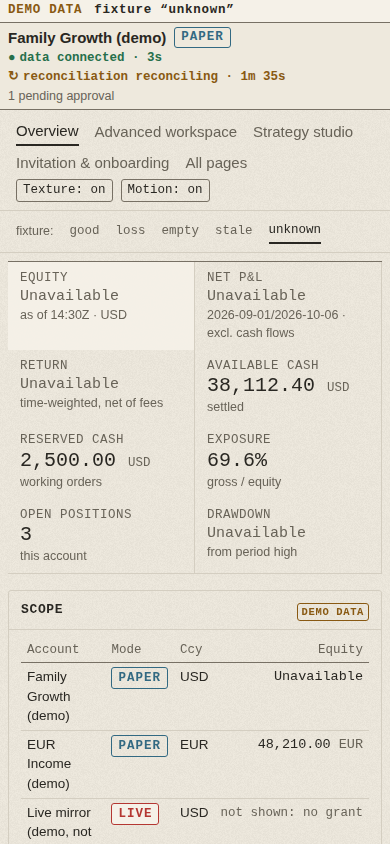 DEMO DATA fixture “unknown”
Family Growth (demo) PAPER
● data connected · 3s
↻ reconciliation reconciling · 1m 35s
1 pending approval
Overview Advanced workspace Strategy studio
Invitation & onboarding All pages
Texture: on Motion: on
fixture: good loss empty stale unknown
EQUITY
Unavailable
as of 14:30Z · USD
NET P&L
Unavailable
2026-09-01/2026-10-06 ·
excl. cash flows
RETURN
Unavailable
time-weighted, net of fees
AVAILABLE CASH
38,112.40 USD
settled
RESERVED CASH
2,500.00 USD
working orders
EXPOSURE
69.6%
gross / equity
OPEN POSITIONS
3
this account
DRAWDOWN
Unavailable
from period high
SCOPE DEMO DATA
Account Mode Ccy Equity
Family Growth (demo) PAPER USD Unavailable
EUR Income (demo) PAPER EUR 48,210.00 EUR
Live mirror (demo, not LIVE USD not shown: no grant